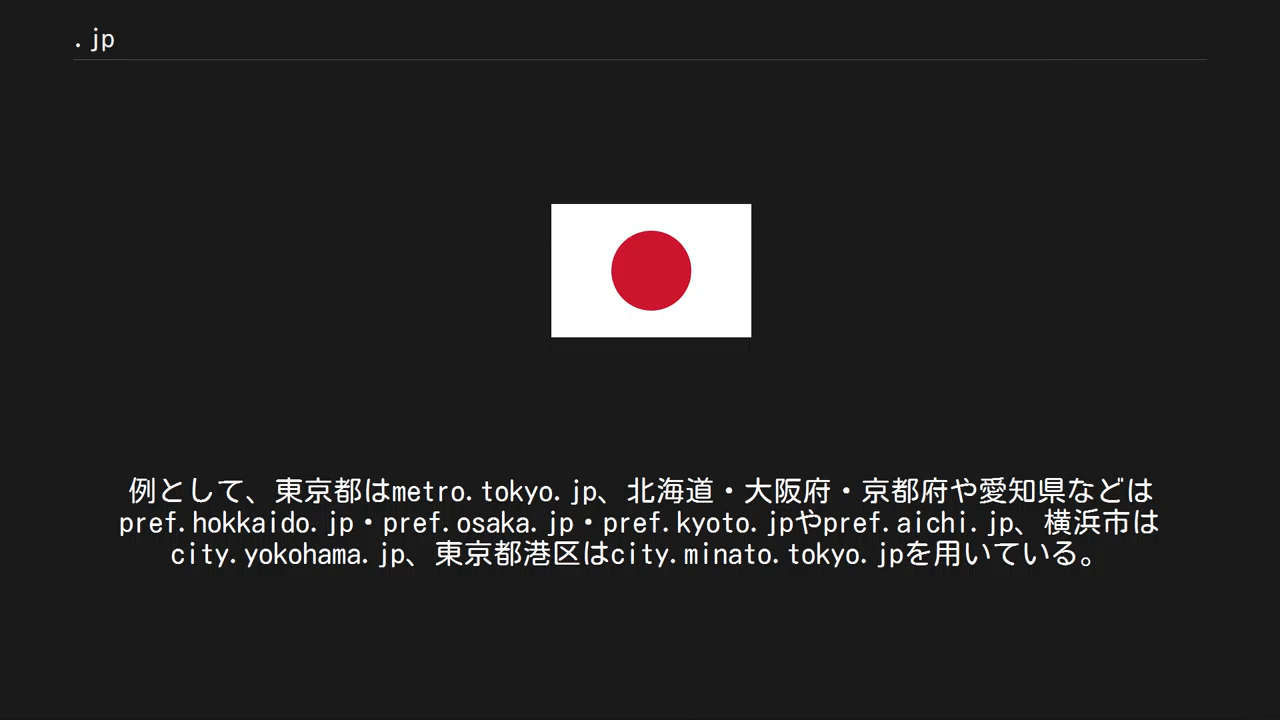 .jp
例として、東京都はmetro.tokyo.jp、北海道・大阪府・京都府や愛知県などは
pref.hokkaido.jp・pref.osaka.jp・pref.kyoto.jpやpref.aichi.jp、横浜市は
city.yokohama.jp、東京都港区はcity.minato.tokyo.jpを用いている。